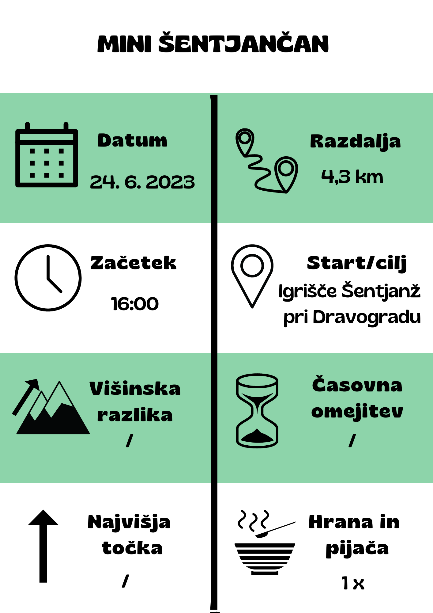 MINI ŠENTJANČAN
Datum
24. 6. 2023
Razdalja
4,3 km
Začetek
16:00
Start/cilj
Igrišče Šentjanž
pri Dravogradu
Višinska
razlika
/
Časovna
omejitev
/
Najvišja
točka
/
Hrana in
pijača
1 x